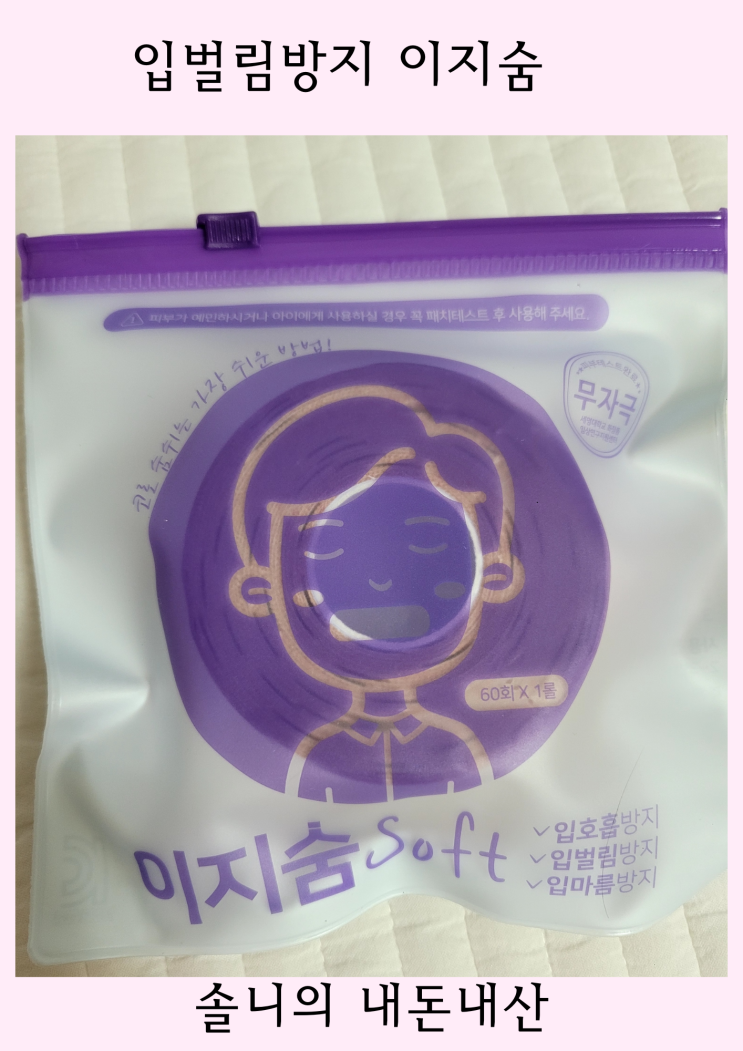 입벌림방지 이지숨
피부가 예민하시거나 아이에게 사용하실 경우 꼭 패치테스트 후 사용해 주세요.
코로 숨쉬는 가장 쉬운 방법!
무자극
60회 X 1롤
이지숨 Soft
입호흡방지
입벌림방지
입마름방지
솔니의 내돈내산